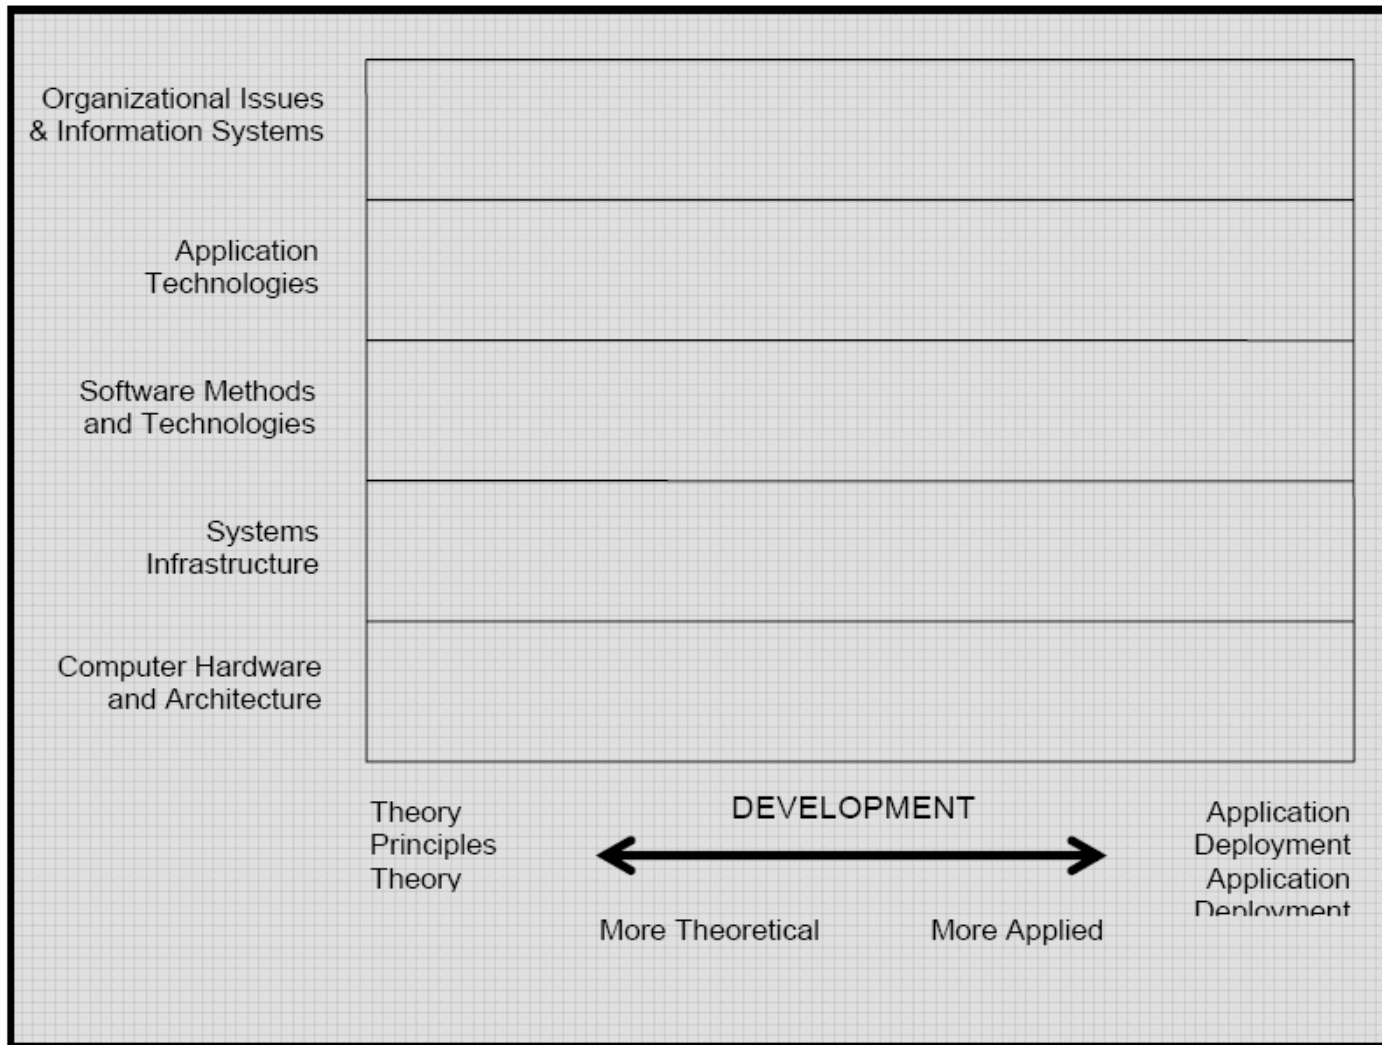 Organizational Issues
& Information Systems
Application
Technologies
Software Methods
and Technologies
Systems
Infrastructure
Computer Hardware
and Architecture
Theory
Principles
Theory
DEVELOPMENT
Application
Deployment
Application
Deployment
More Theoretical
More Applied